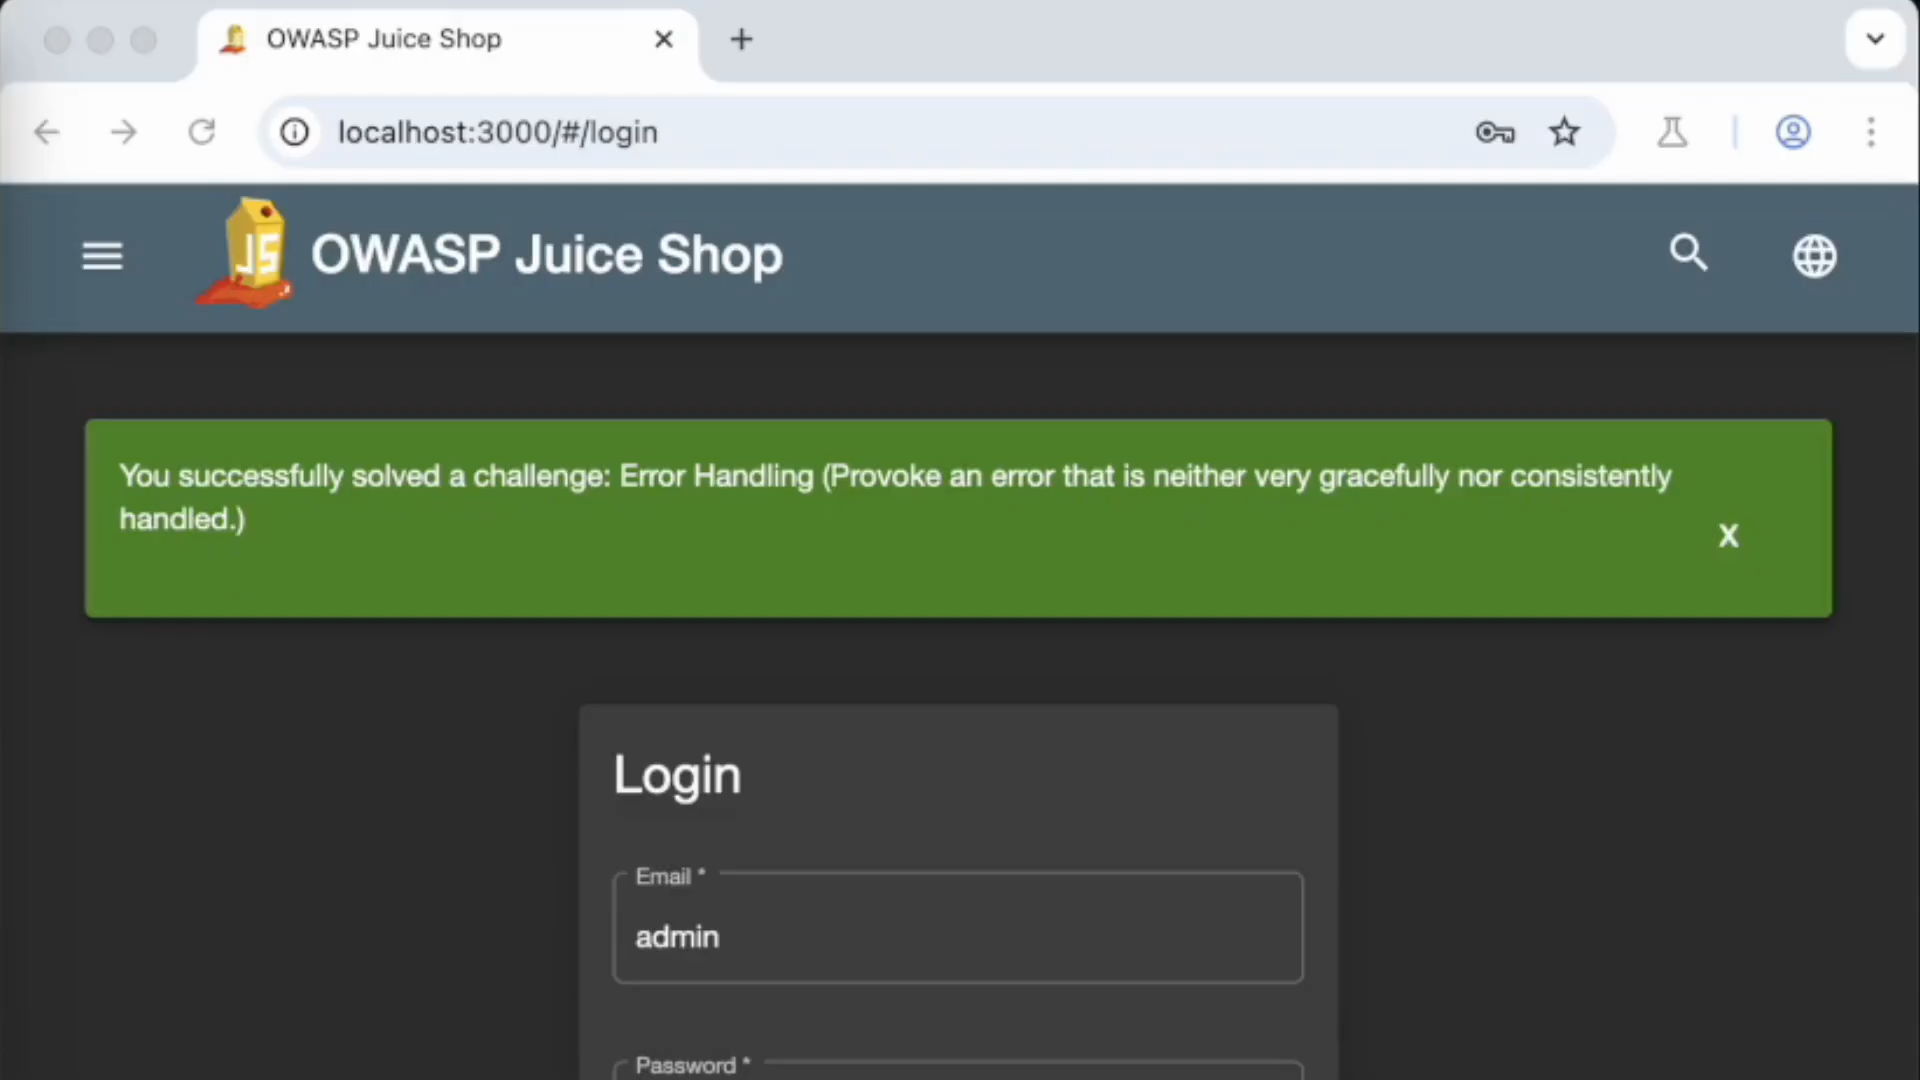 OWASP Juice Shop
localhost:3000/#/login
JS
OWASP Juice Shop
You successfully solved a challenge: Error Handling (Provoke an error that is neither very gracefully nor consistently
handled.)
X
Login
Email *
admin
Password *